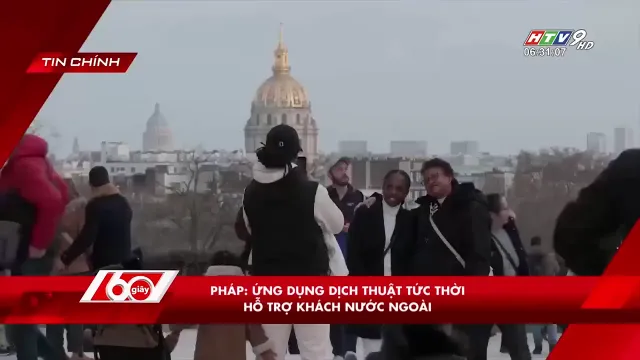 TIN CHÍNH
HTV9 HD
06:31:07
60 giây
PHÁP: ỨNG DỤNG DỊCH THUẬT TỨC THỜI
HỖ TRỢ KHÁCH NƯỚC NGOÀI